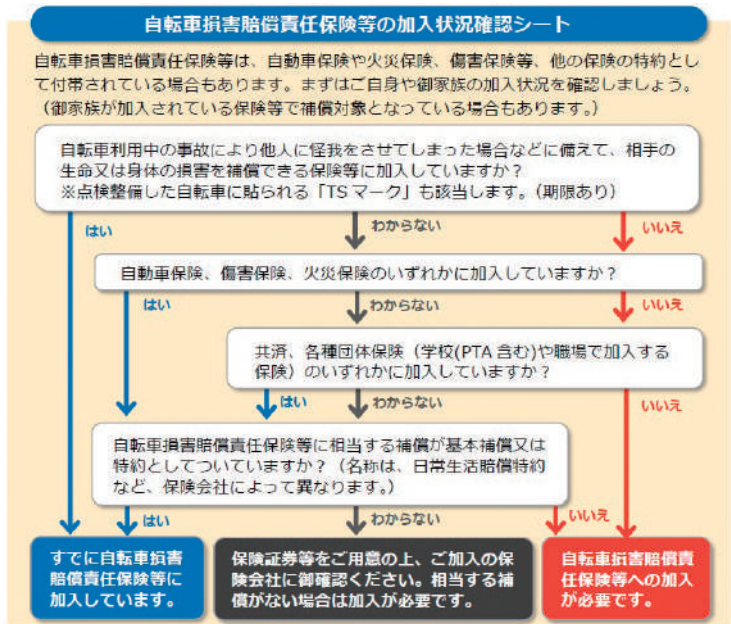 自転車損害賠償責任保険等の加入状況確認シート
自転車損害賠償責任保険等は、自動車保険や火災保険、傷害保険等、他の保険の特約とし
て付帯されている場合もあります。まずはご自身や御家族の加入状況を確認しましょう。
（御家族が加入されている保険等で補償対象となっている場合もあります。）
自転車利用中の事故により他人に怪我をさせてしまった場合などに備えて、相手の
生命又は身体の損害を補償できる保険等に加入していますか？
※点検整備した自転車に貼られる「TSマーク」も該当します。（期限あり）
はい
わからない
いいえ
自動車保険、傷害保険、火災保険のいずれかに加入していますか？
はい
わからない
いいえ
共済、各種団体保険（学校(PTA含む)や職場で加入する
保険）のいずれかに加入していますか？
はい
わからない
いいえ
自転車損害賠償責任保険等に相当する補償が基本補償又は
特約としてついていますか？（名称は、日常生活賠償特約
など、保険会社によって異なります。）
はい
わからない
いいえ
すでに自転車損害
賠償責任保険等に
加入しています。
保険証券等をご用意の上、ご加入の保
険会社に御確認ください。相当する補
償がない場合は加入が必要です。
自転車損害賠償責
任保険等への加入
が必要です。